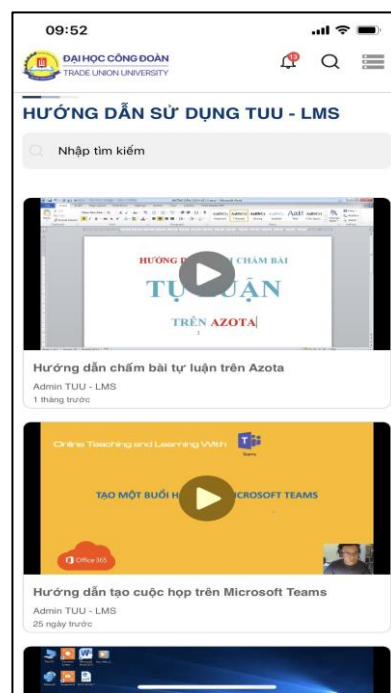 09:52
ĐẠI HỌC CÔNG ĐOÀN
TRADE UNION UNIVERSITY
HƯỚNG DẪN SỬ DỤNG TUU - LMS
Nhập tìm kiếm
HƯỚNG CHẤM BÀI
TỰ LUẬN
TRÊN AZOTA
Hướng dẫn chấm bài tự luận trên Azota
Admin TUU - LMS
1 tháng trước
Online Teaching and Learning With
Teams
TẠO MỘT BUỔI CROSOFT TEAMS
Office 365
Hướng dẫn tạo cuộc họp trên Microsoft Teams
Admin TUU - LMS
25 ngày trước